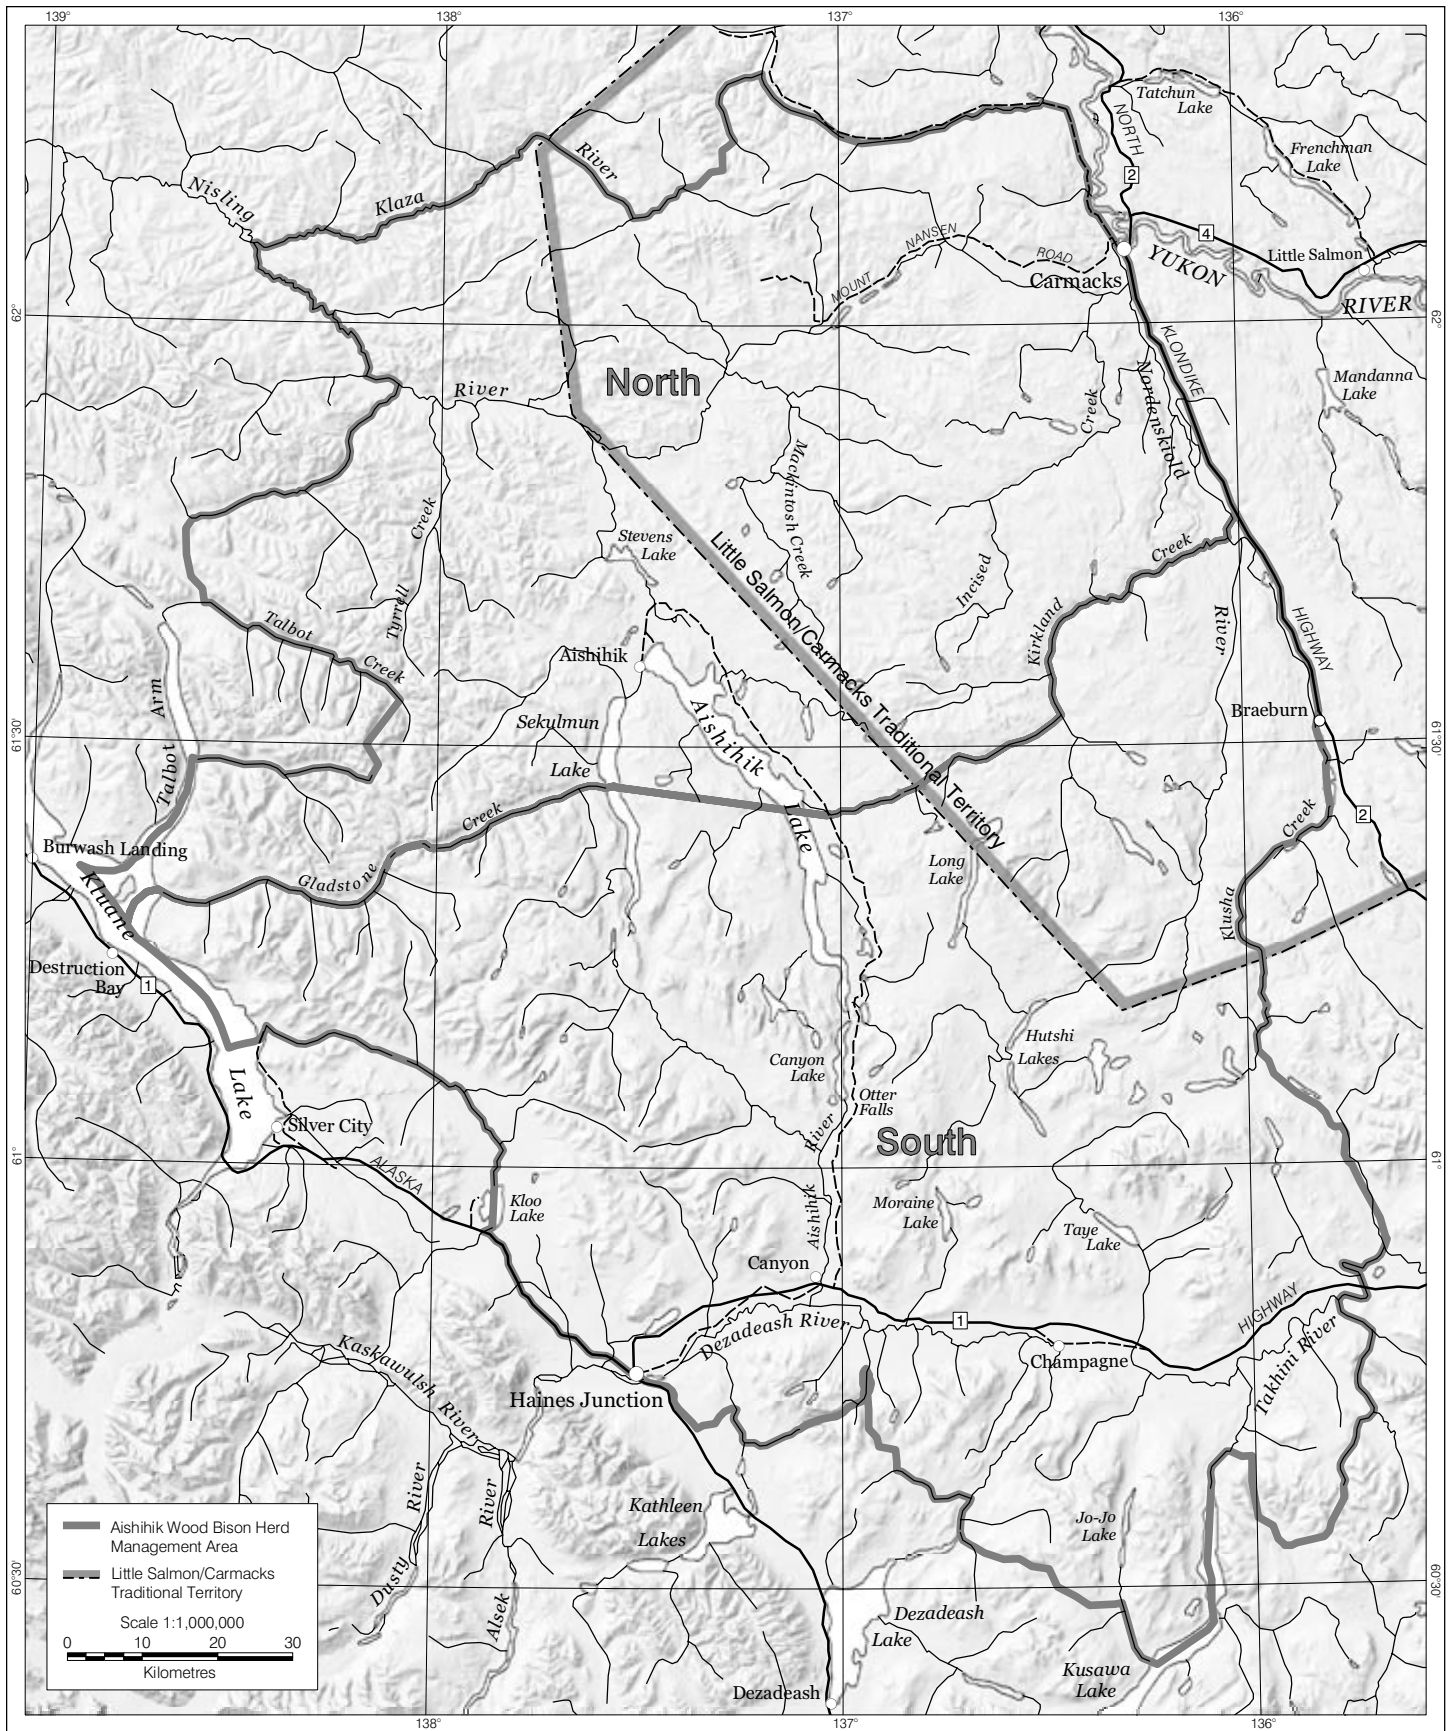 139°
138°
137°
136°
Tatchun
Lake
NORTH
2
Frenchman
Lake
River
Nisling
Klaza
NANSEN
MOUNT
ROAD
4
Little Salmon
Carmacks
YUKON
RIVER
62°
62°
KLONDIKE
Nordenskiold
Mandanna
Lake
North
River
Creek
Mackintosh Creek
Creek
Stevens
Lake
Little Salmon/Carmacks Traditional Territory
Incised
Creek
Tyrrell
Talbot
Creek
Kirkland
River
HIGHWAY
Aishihik
Arm
Talbot
Sekulmun
Lake
Aishihik
Lake
Braeburn
61°30'
61°30'
2
Creek
Klusha
Burwash Landing
Creek
Gladstone
Long
Lake
Kluane
Lake
Destruction
Bay
1
Hutshi
Lakes
Canyon
Lake
Otter
Falls
River
Aishihik
Silver City
South
61°
61°
ALASKA
Kloo
Lake
Moraine
Lake
Taye
Lake
Canyon
HIGHWAY
1
Dezadeash River
Champagne
Takhini River
Kaskawulsh River
Haines Junction
River
Dusty
River
Alsek
Kathleen
Lakes
Jo-Jo
Lake
60°30'
60°30'
Dezadeash
Lake
Kusawa
Lake
Dezadeash
Aishihik Wood Bison Herd
Management Area
Little Salmon/Carmacks
Traditional Territory
Scale 1:1,000,000
0 10 20 30
Kilometres
138°
137°
136°